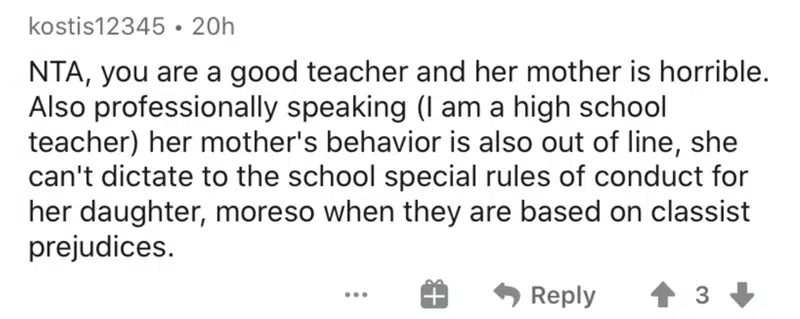 kostis12345 • 20h
NTA, you are a good teacher and her mother is horrible.
Also professionally speaking (I am a high school
teacher) her mother's behavior is also out of line, she
can't dictate to the school special rules of conduct for
her daughter, moreso when they are based on classist
prejudices.
... Reply 3